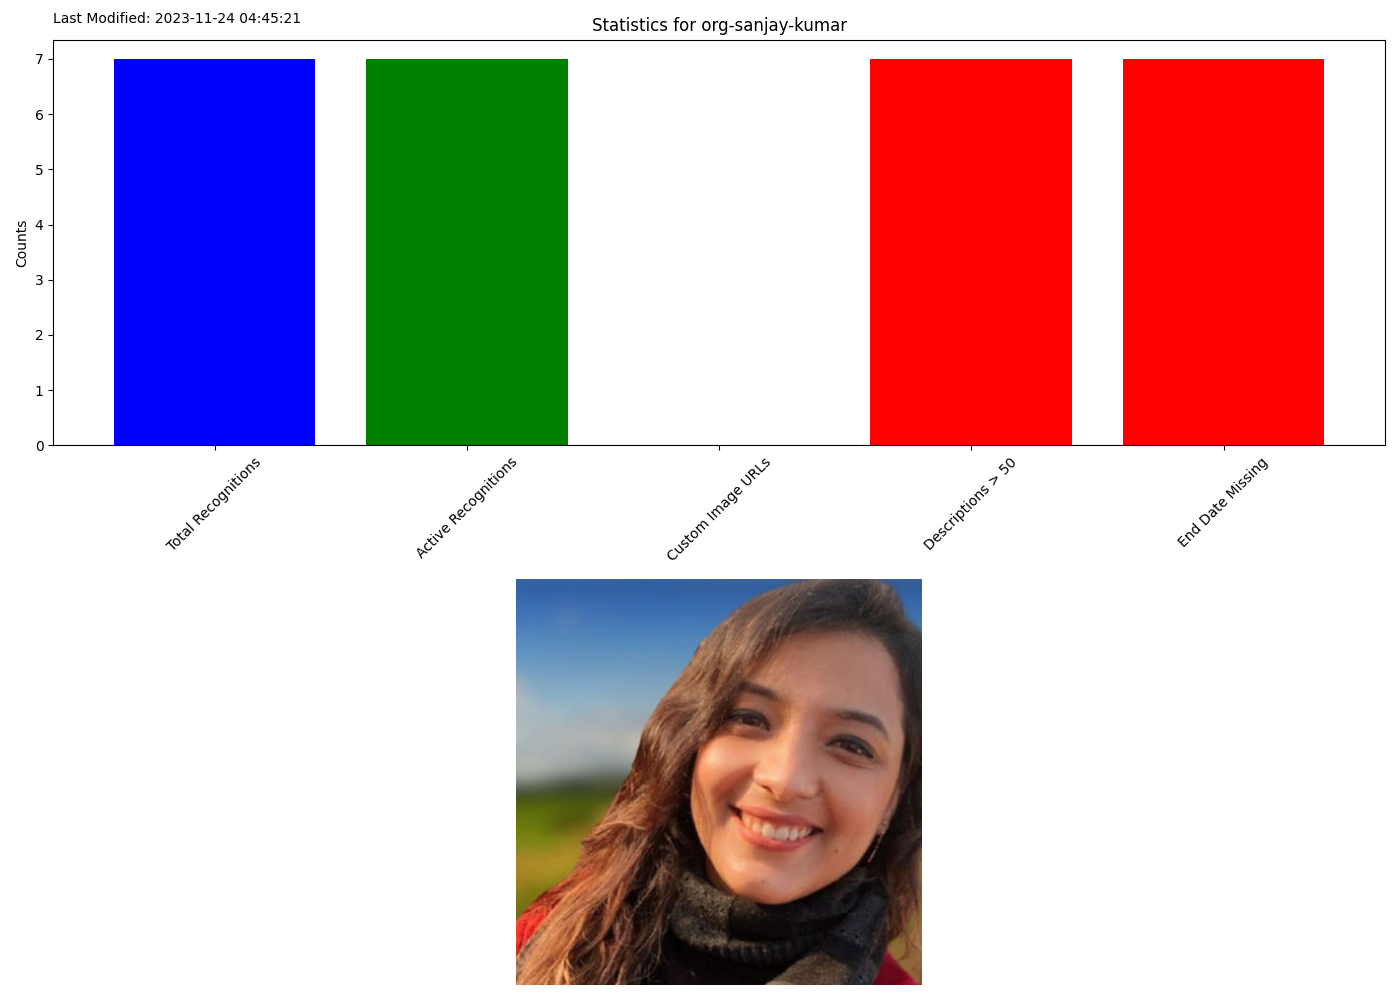 Last Modified: 2023-11-24 04:45:21
Statistics for org-sanjay-kumar
Counts
7
6
5
4
3
2
1
0
Total Recognitions
Active Recognitions
Custom Image URLs
Descriptions > 50
End Date Missing